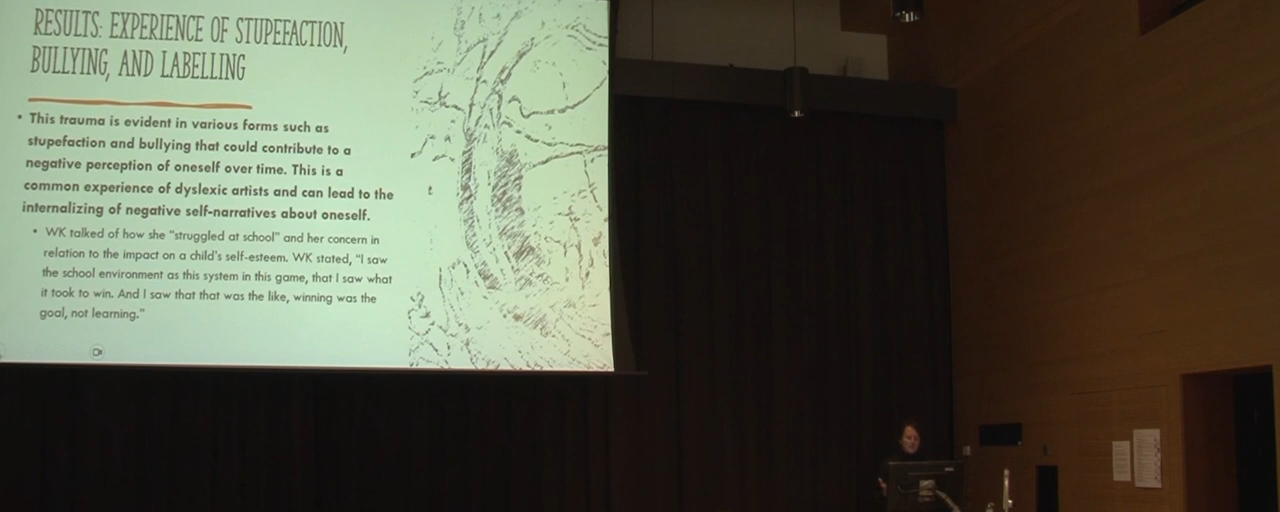 RESULTS: EXPERIENCE OF STUPEFACTION,
BULLYING, AND LABELLING
• This trauma is evident in various forms such as
stupefaction and bullying that could contribute to a
negative perception of oneself over time. This is a
common experience of dyslexic artists and can lead to the
internalizing of negative self-narratives about oneself.
• WK talked of how she "struggled at school" and her concern in
relation to the impact on a child's self-esteem. WK stated, "I saw
the school environment as this system in this game, that I saw what
it took to win. And I saw that that was the like, winning was the
goal, not learning."